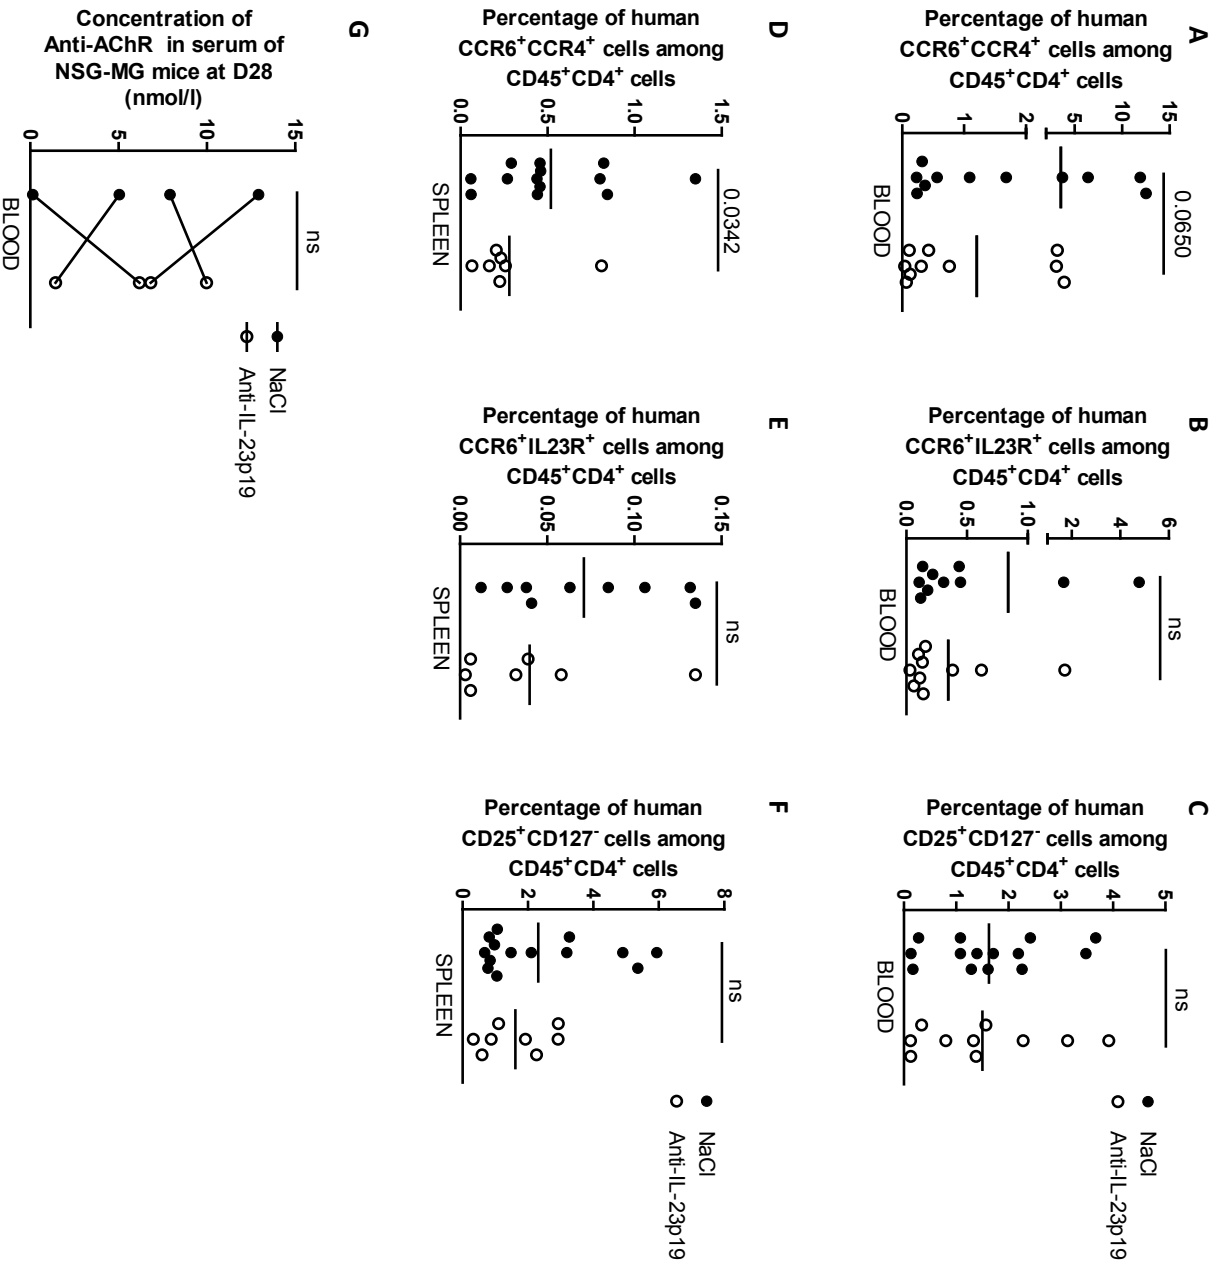 A
Percentage of human
CCR6+CCR4+ cells among
CD45+CD4+ cells
0
1
2
5
10
15
0.0650
BLOOD
B
Percentage of human
CCR6+IL23R+ cells among
CD45+CD4+ cells
0.0
0.5
1.0
2
4
6
ns
BLOOD
C
Percentage of human
CD25+CD127- cells among
CD45+CD4+ cells
0
1
2
3
4
5
ns
BLOOD
NaCl
Anti-IL-23p19
D
Percentage of human
CCR6+CCR4+ cells among
CD45+CD4+ cells
0.0
0.5
1.0
1.5
0.0342
SPLEEN
E
Percentage of human
CCR6+IL23R+ cells among
CD45+CD4+ cells
0.00
0.05
0.10
0.15
ns
SPLEEN
F
Percentage of human
CD25+CD127- cells among
CD45+CD4+ cells
0
2
4
6
8
ns
SPLEEN
NaCl
Anti-IL-23p19
G
Concentration of
Anti-AChR in serum of
NSG-MG mice at D28
(nmol/l)
0
5
10
15
ns
BLOOD
NaCl
Anti-IL-23p19